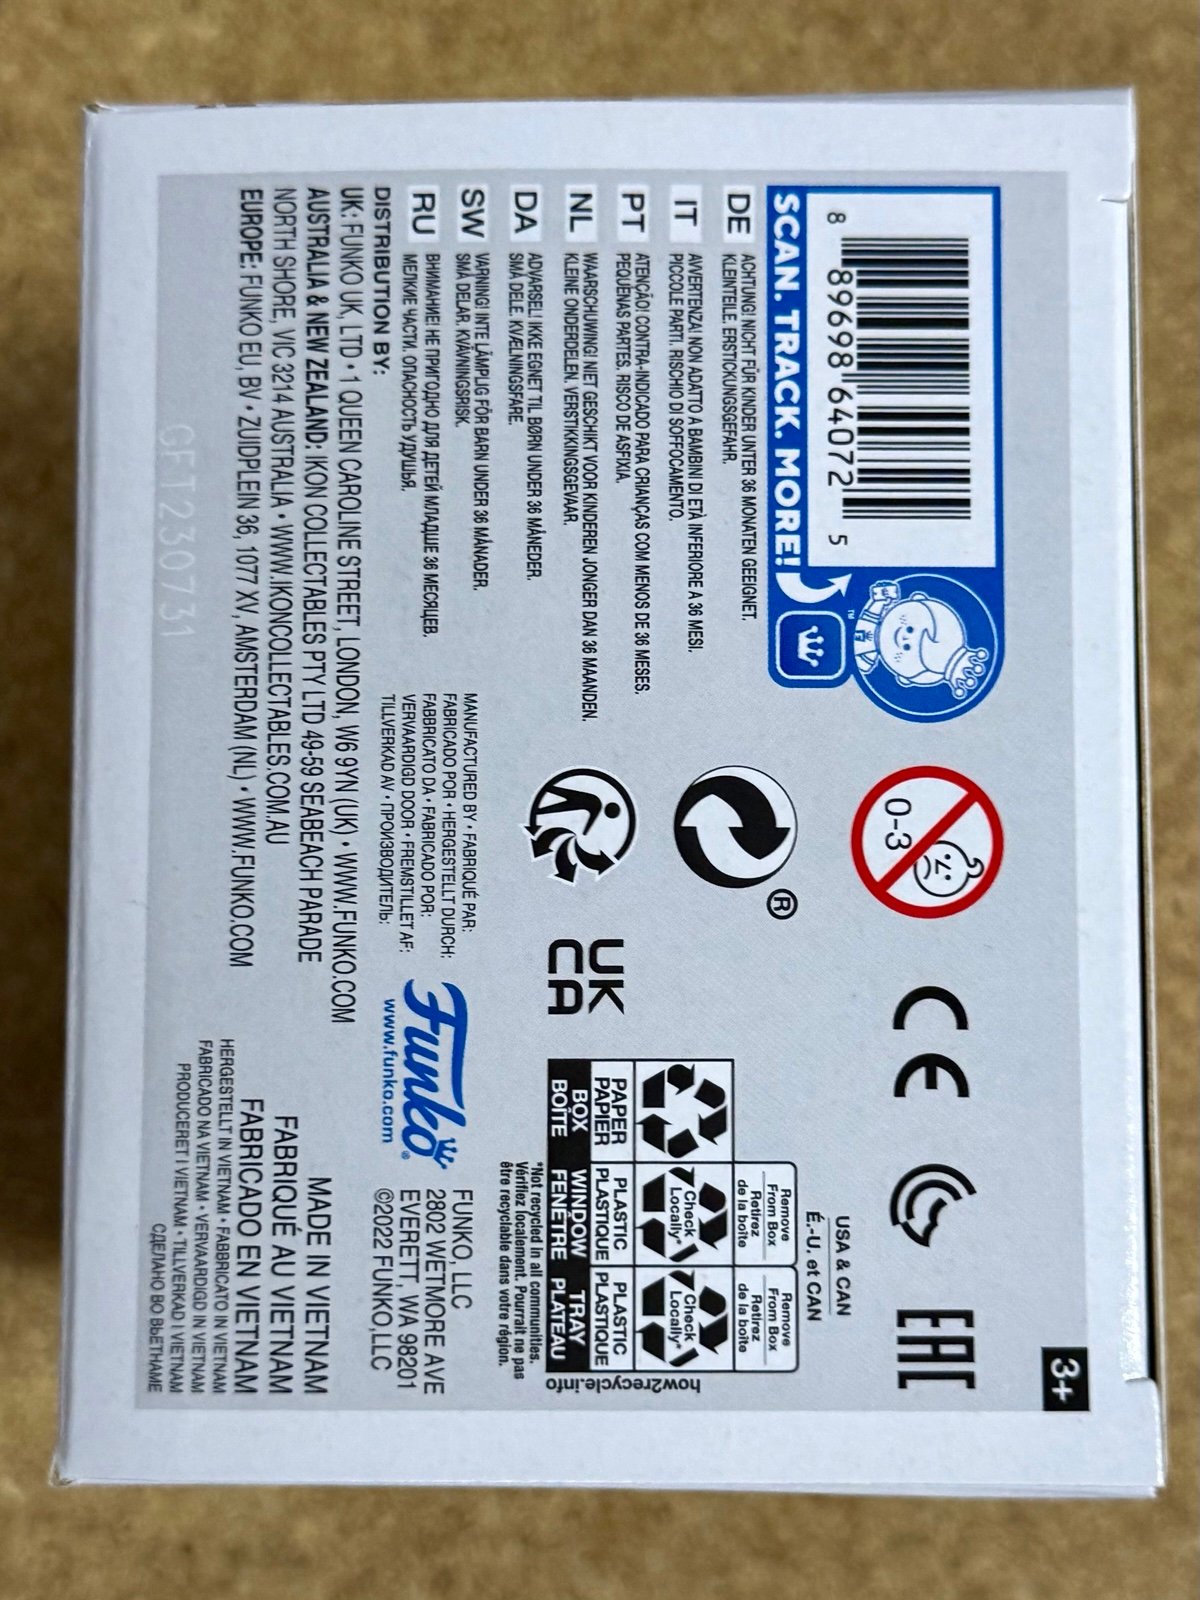 3+
8 89698 64072 5
SCAN. TRACK. MORE!
™
0-3
CE
EAC
DE ACHTUNG! NICHT FÜR KINDER UNTER 36 MONATEN GEEIGNET.
KLEINTEILE. ERSTICKUNGSGEFAHR.
IT AVVERTENZA! NON ADATTO A BAMBINI DI ETÀ INFERIORE A 36 MESI.
PICCOLE PARTI. RISCHIO DI SOFFOCAMENTO.
PT ATENÇÃO! CONTRA-INDICADO PARA CRIANÇAS COM MENOS DE 36 MESES.
PEQUENAS PARTES. RISCO DE ASFIXIA.
NL WAARSCHUWING! NIET GESCHIKT VOOR KINDEREN JONGER DAN 36 MAANDEN.
KLEINE ONDERDELEN. VERSTIKKINGSGEVAAR.
DA ADVARSEL! IKKE EGNET TIL BØRN UNDER 36 MÅNEDER.
SMÅ DELE. KVÆLNINGSFARE.
SW VARNING! INTE LÄMPLIG FÖR BARN UNDER 36 MÅNADER.
SMÅ DELAR. KVÄVNINGSRISK.
RU ВНИМАНИЕ! НЕ ПРИГОДНО ДЛЯ ДЕТЕЙ МЛАДШЕ 36 МЕСЯЦЕВ.
МЕЛКИЕ ЧАСТИ. ОПАСНОСТЬ УДУШЬЯ.
®
UK
CA
USA & CAN
É.-U. et CAN
Remove
From Box
Retirez
de la boîte
Remove
From Box
Retirez
de la boîte
Check
Locally*
Check
Locally*
PAPER
PAPIER
PLASTIC
PLASTIQUE
PLASTIC
PLASTIQUE
BOX
BOÎTE
WINDOW
FENÊTRE
TRAY
PLATEAU
*Not recycled in all communities.
Vérifiez localement. Pourrait ne pas
être recyclable dans votre région.
how2recycle.info
DISTRIBUTION BY:
UK: FUNKO UK, LTD • 1 QUEEN CAROLINE STREET, LONDON, W6 9YN (UK) • WWW.FUNKO.COM
AUSTRALIA & NEW ZEALAND: IKON COLLECTABLES PTY LTD 49-59 SEABEACH PARADE
NORTH SHORE, VIC 3214 AUSTRALIA • WWW.IKONCOLLECTABLES.COM.AU
EUROPE: FUNKO EU, BV • ZUIDPLEIN 36, 1077 XV, AMSTERDAM (NL) • WWW.FUNKO.COM
MANUFACTURED BY • FABRIQUÉ PAR:
FABRICADO POR • HERGESTELLT DURCH:
FABBRICATO DA • FABRICADO POR:
VERVAARDIGD DOOR • FREMSTILLET AF:
TILLVERKAD AV • ПРОИЗВОДИТЕЛЬ:
Funko®
www.funko.com
FUNKO, LLC
2802 WETMORE AVE
EVERETT, WA 98201
©2022 FUNKO,LLC
MADE IN VIETNAM
FABRIQUÉ AU VIETNAM
FABRICADO EN VIETNAM
HERGESTELLT IN VIETNAM • FABBRICATO IN VIETNAM
FABRICADO NA VIETNAM • VERVAARDIGD IN VIETNAM
PRODUCERET I VIETNAM • TILLVERKAD I VIETNAM
СДЕЛАНО ВО ВЬЕТНАМЕ
GFT230731